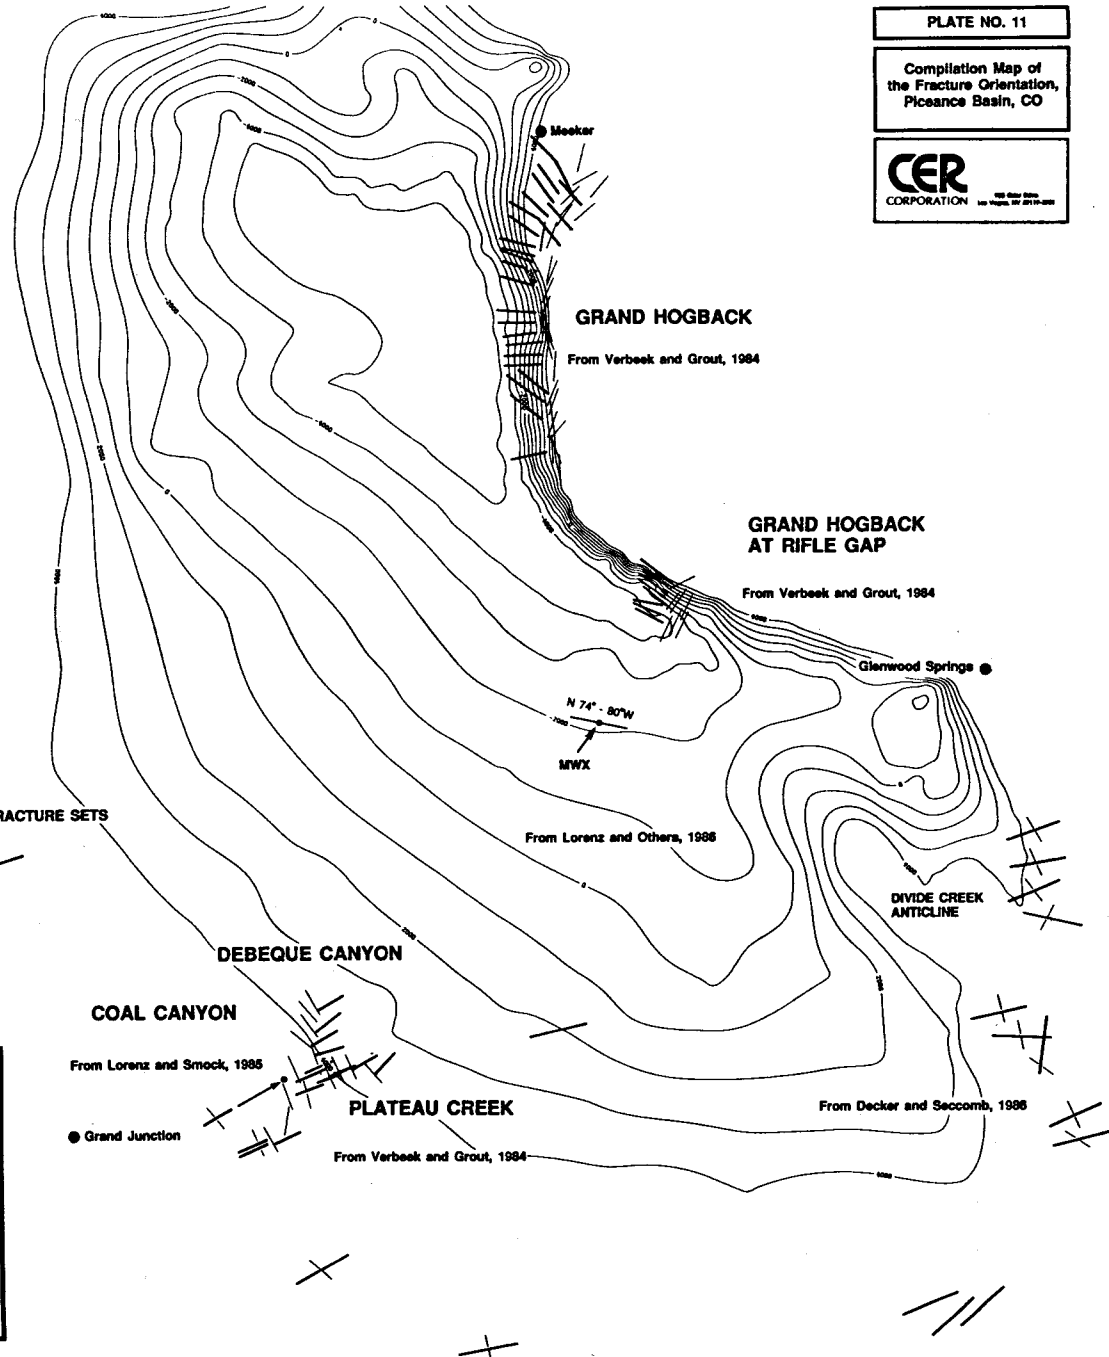 PLATE NO. 11
Compilation Map of
the Fracture Orientation,
Piceance Basin, CO
CER
CORPORATION
Meeker
GRAND HOGBACK
From Verbeek and Grout, 1984
GRAND HOGBACK
AT RIFLE GAP
From Verbeek and Grout, 1984
Glenwood Springs
N 74° - 80°W
MWX
From Lorenz and Others, 1986
RACTURE SETS
DIVIDE CREEK
ANTICLINE
DEBEQUE CANYON
COAL CANYON
From Lorenz and Smock, 1985
PLATEAU CREEK
Grand Junction
From Verbeek and Grout, 1984
From Decker and Seccomb, 1986